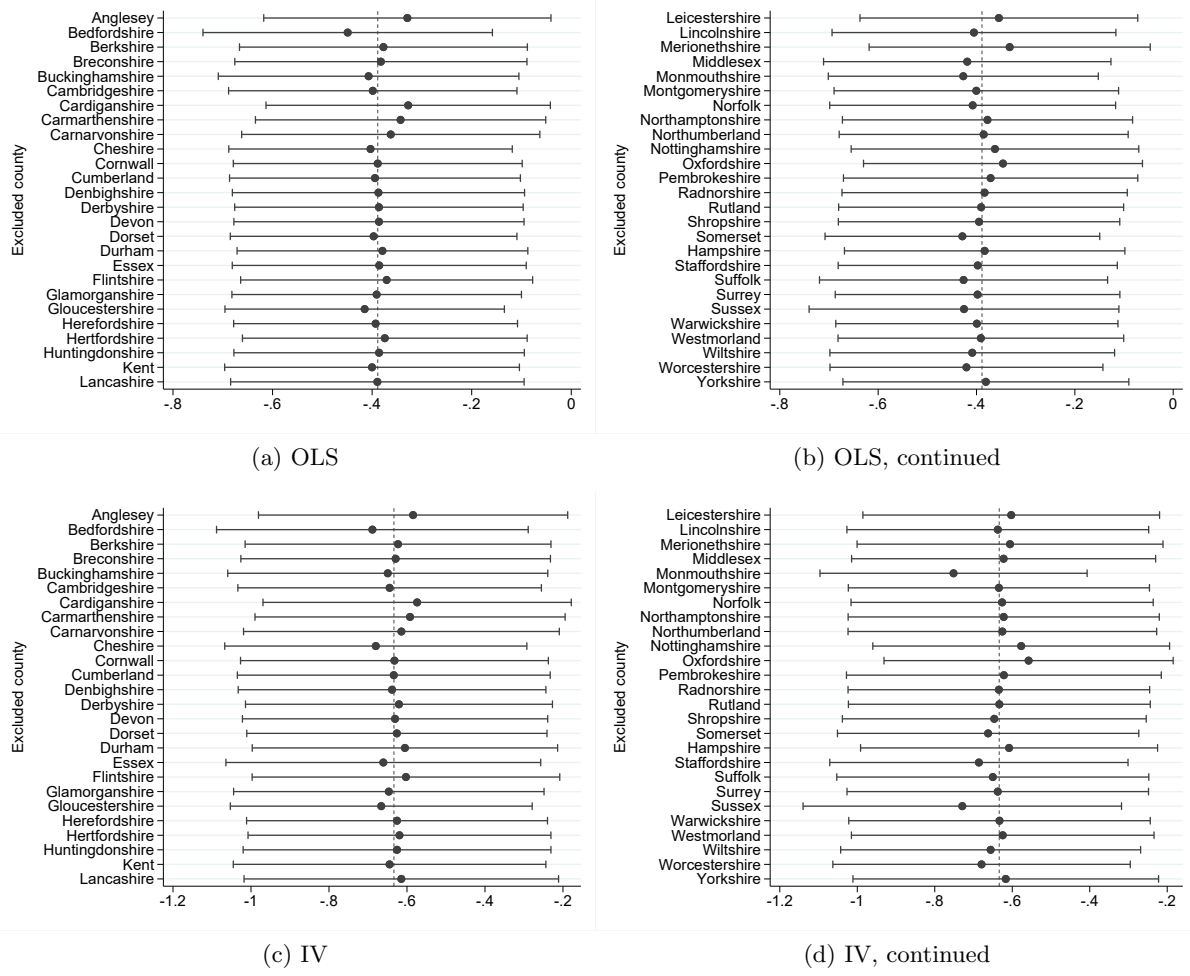 Excluded county
Anglesey
Bedfordshire
Berkshire
Breconshire
Buckinghamshire
Cambridgeshire
Cardiganshire
Carmarthenshire
Carnarvonshire
Cheshire
Cornwall
Cumberland
Denbighshire
Derbyshire
Devon
Dorset
Durham
Essex
Flintshire
Glamorganshire
Gloucestershire
Herefordshire
Hertfordshire
Huntingdonshire
Kent
Lancashire
-.8 -.6 -.4 -.2 0
(a) OLS
Excluded county
Leicestershire
Lincolnshire
Merionethshire
Middlesex
Monmouthshire
Montgomeryshire
Norfolk
Northamptonshire
Northumberland
Nottinghamshire
Oxfordshire
Pembrokeshire
Radnorshire
Rutland
Shropshire
Somerset
Hampshire
Staffordshire
Suffolk
Surrey
Sussex
Warwickshire
Westmorland
Wiltshire
Worcestershire
Yorkshire
-.8 -.6 -.4 -.2 0
(b) OLS, continued
Excluded county
Anglesey
Bedfordshire
Berkshire
Breconshire
Buckinghamshire
Cambridgeshire
Cardiganshire
Carmarthenshire
Carnarvonshire
Cheshire
Cornwall
Cumberland
Denbighshire
Derbyshire
Devon
Dorset
Durham
Essex
Flintshire
Glamorganshire
Gloucestershire
Herefordshire
Hertfordshire
Huntingdonshire
Kent
Lancashire
-1.2 -1 -.8 -.6 -.4 -.2
(c) IV
Excluded county
Leicestershire
Lincolnshire
Merionethshire
Middlesex
Monmouthshire
Montgomeryshire
Norfolk
Northamptonshire
Northumberland
Nottinghamshire
Oxfordshire
Pembrokeshire
Radnorshire
Rutland
Shropshire
Somerset
Hampshire
Staffordshire
Suffolk
Surrey
Sussex
Warwickshire
Westmorland
Wiltshire
Worcestershire
Yorkshire
-1.2 -1 -.8 -.6 -.4 -.2
(d) IV, continued